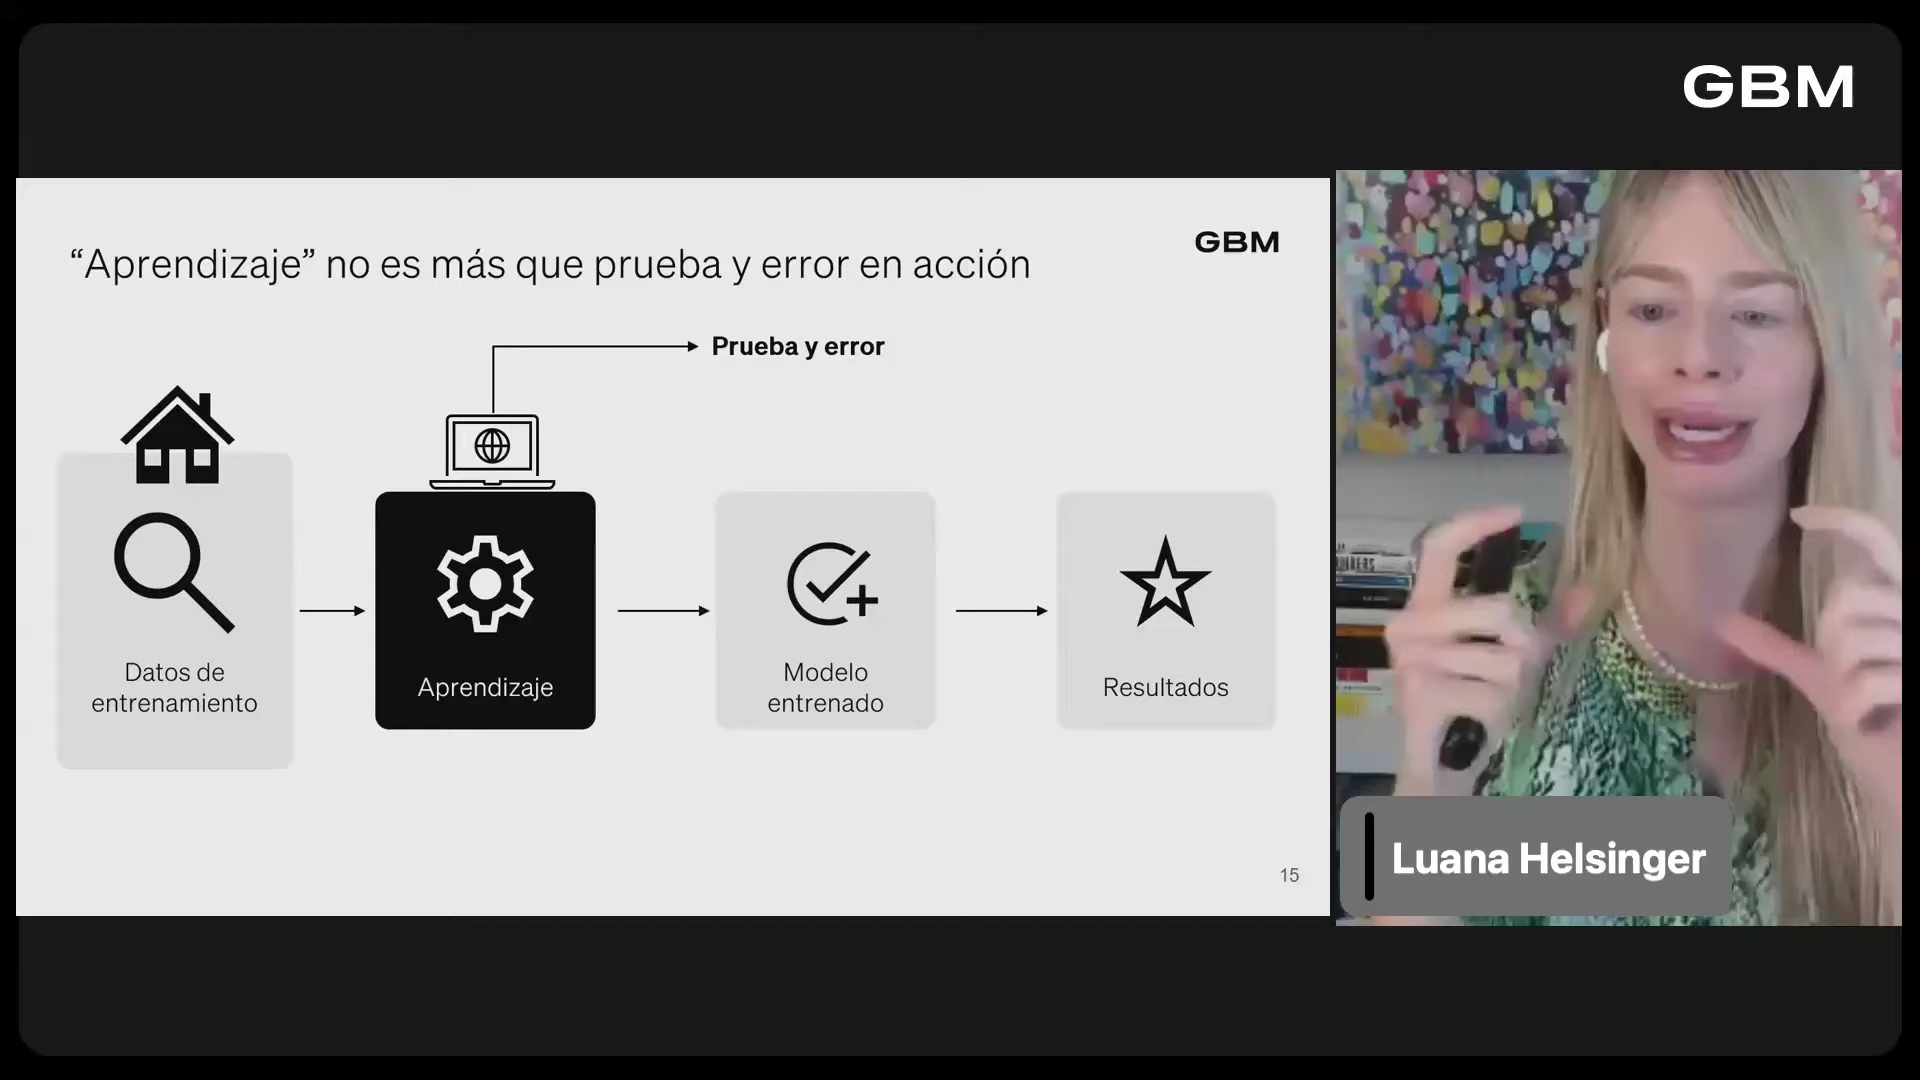 GBM
GBM
“Aprendizaje” no es más que prueba y error en acción
Prueba y error
Datos de
entrenamiento
Aprendizaje
Modelo
entrenado
Resultados
15
Luana Helsinger